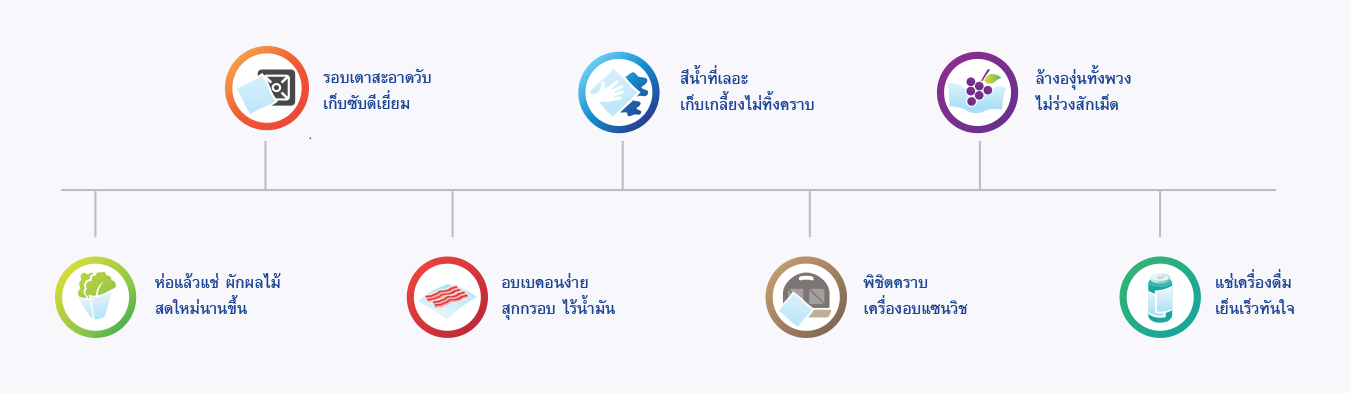 รอบเตาสะอาดวับ
เก็บซับดีเยี่ยม
สีน้ำที่เลอะ
เก็บเกลี้ยงไม่ทิ้งคราบ
ล้างองุ่นทั้งพวง
ไม่ร่วงสักเม็ด
ห่อแล้วแช่ ผักผลไม้
สดใหม่นานขึ้น
อบเบคอนง่าย
สุกกรอบ ไร้น้ำมัน
พิชิตคราบ
เครื่องอบแซนวิช
แช่เครื่องดื่ม
เย็นเร็วทันใจ